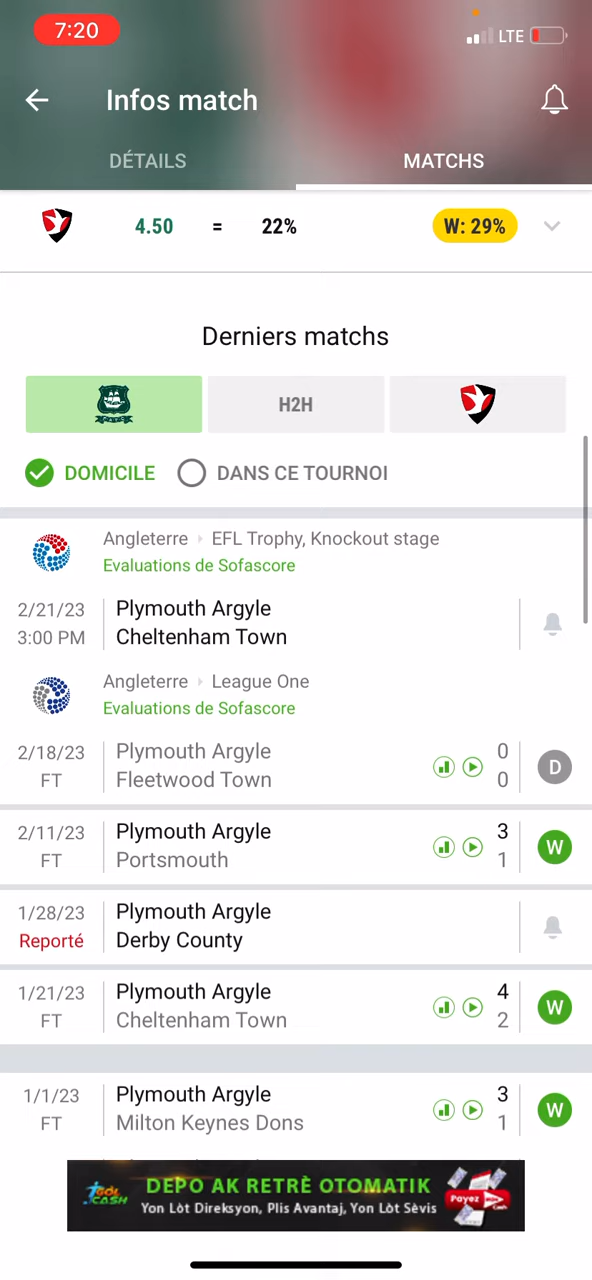 7:20
LTE
Infos match
DÉTAILS
MATCHS
4.50 = 22% W: 29%
Derniers matchs
H2H
DOMICILE
DANS CE TOURNOI
Angleterre EFL Trophy, Knockout stage
Evaluations de Sofascore
2/21/23 Plymouth Argyle
3:00 PM Cheltenham Town
Angleterre League One
Evaluations de Sofascore
2/18/23 Plymouth Argyle 0
FT Fleetwood Town 0
D
2/11/23 Plymouth Argyle 3
FT Portsmouth 1
W
1/28/23 Plymouth Argyle
Reporté Derby County
1/21/23 Plymouth Argyle 4
FT Cheltenham Town 2
W
1/1/23 Plymouth Argyle 3
FT Milton Keynes Dons 1
W
GOL CASH
DEPO AK RETRÈ OTOMATIK
Yon Lòt Direksyon, Plis Avantaj, Yon Lòt Sèvis
Payez